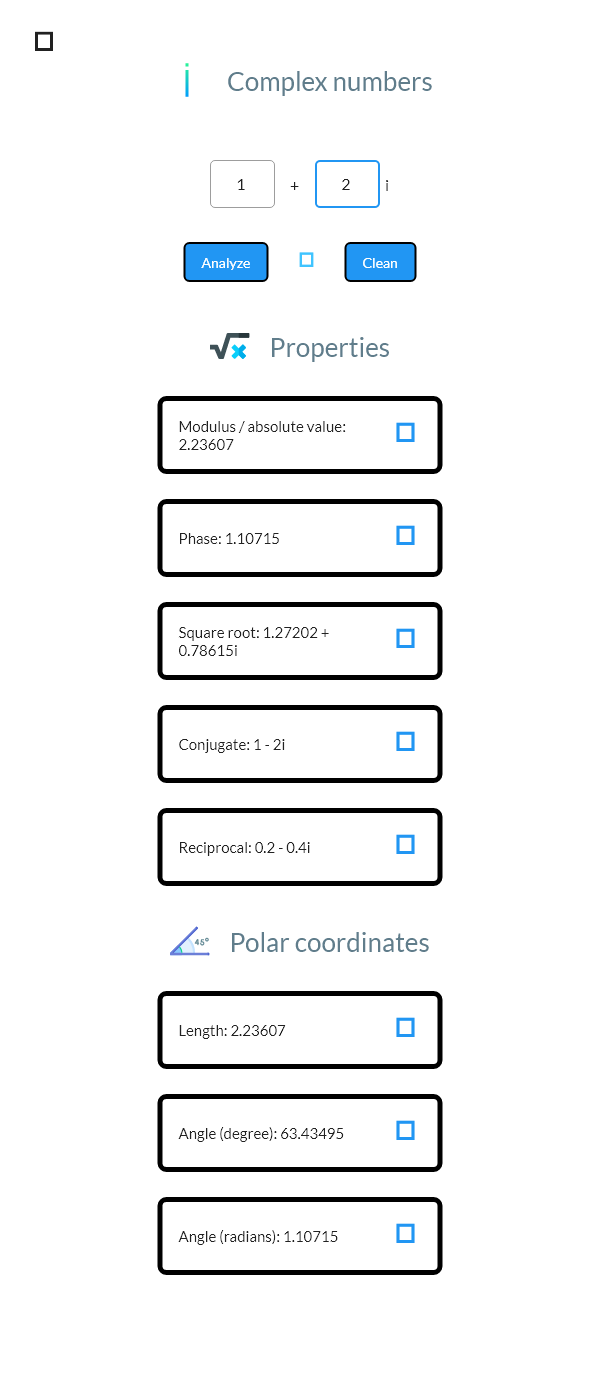 i Complex numbers
1 + 2 i
Analyze Clean
√x Properties
Modulus / absolute value:
2.23607
Phase: 1.10715
Square root: 1.27202 +
0.78615i
Conjugate: 1 - 2i
Reciprocal: 0.2 - 0.4i
45° Polar coordinates
Length: 2.23607
Angle (degree): 63.43495
Angle (radians): 1.10715